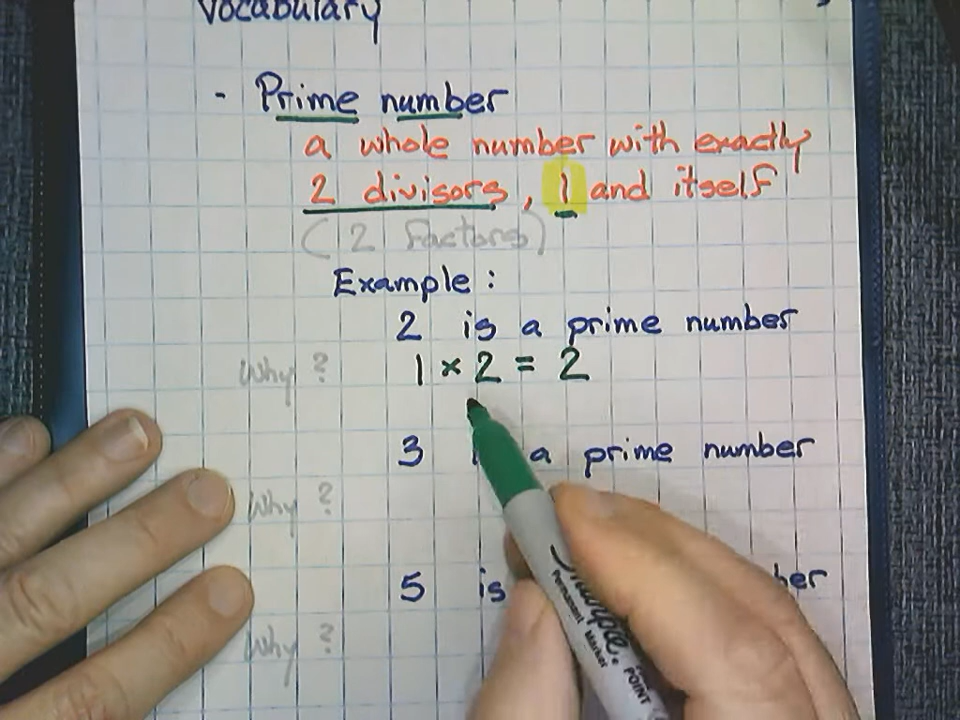 Vocabulary
- Prime number
a whole number with exactly
2 divisors, 1 and itself
(2 factors)
Example:
2 is a prime number
Why? 1 × 2 = 2
3 a prime number
Why?
5 is
Why?
Sharpie.
Permanent Marker
POINT